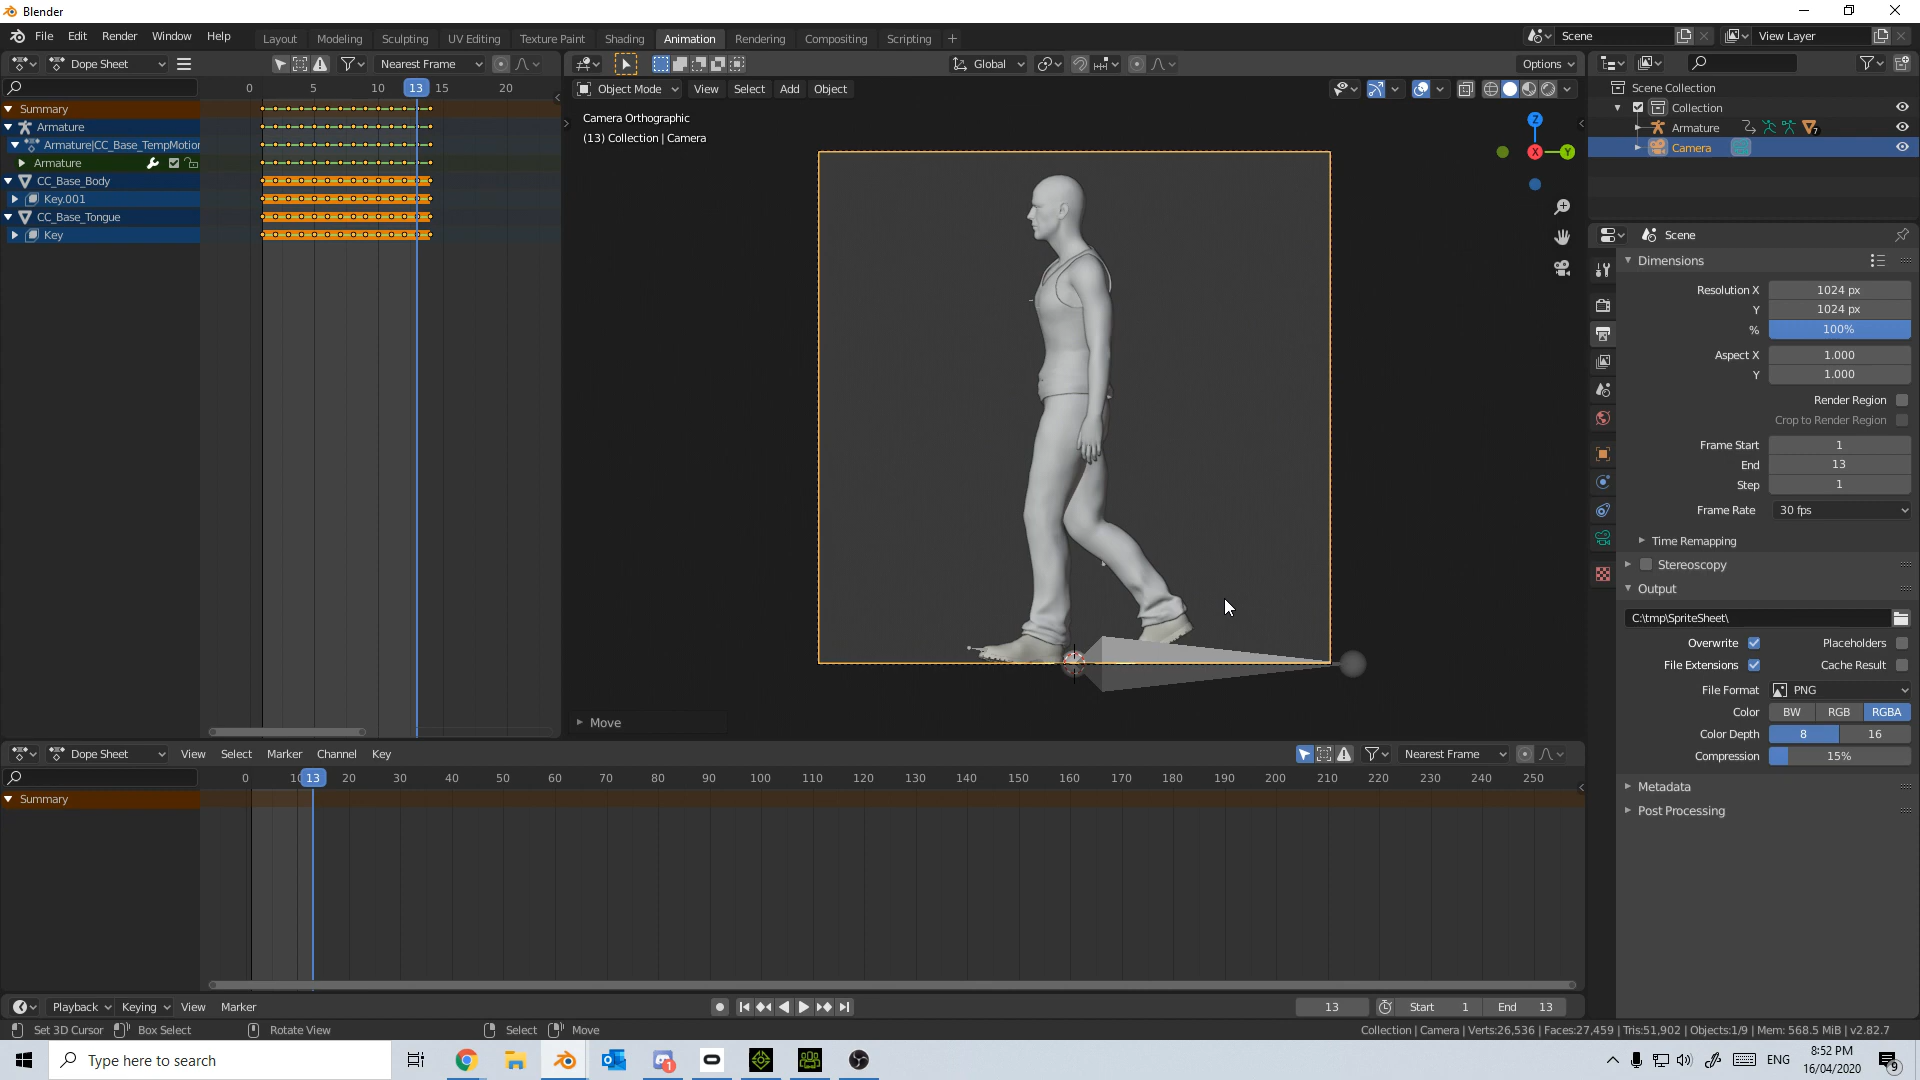 Blender
File Edit Render Window Help
Layout Modeling Sculpting UV Editing Texture Paint Shading Animation Rendering Compositing Scripting +
Scene
View Layer
Dope Sheet
Nearest Frame
Global
Options
0 5 10 13 15 20
Object Mode View Select Add Object
Summary
Armature
Armature|CC_Base_TempMotion
Armature
CC_Base_Body
Key.001
CC_Base_Tongue
Key
Camera Orthographic
(13) Collection | Camera
Z
X
Y
Move
Scene Collection
Collection
Armature
7
Camera
Scene
Dimensions
Resolution X 1024 px
Y 1024 px
% 100%
Aspect X 1.000
Y 1.000
Render Region
Crop to Render Region
Frame Start 1
End 13
Step 1
Frame Rate 30 fps
Time Remapping
Stereoscopy
Output
C:\tmp\SpriteSheet\
Overwrite Placeholders
File Extensions Cache Result
File Format PNG
Color BW RGB RGBA
Color Depth 8 16
Compression 15%
Metadata
Post Processing
Dope Sheet View Select Marker Channel Key
Nearest Frame
0 10 13 20 30 40 50 60 70 80 90 100 110 120 130 140 150 160 170 180 190 200 210 220 230 240 250
Summary
Playback Keying View Marker
13 Start 1 End 13
Set 3D Cursor Box Select Rotate View Select Move
Collection | Camera | Verts:26,536 | Faces:27,459 | Tris:51,902 | Objects:1/9 | Mem: 568.5 MiB | v2.82.7
Type here to search
1
ENG
8:52 PM
16/04/2020
9